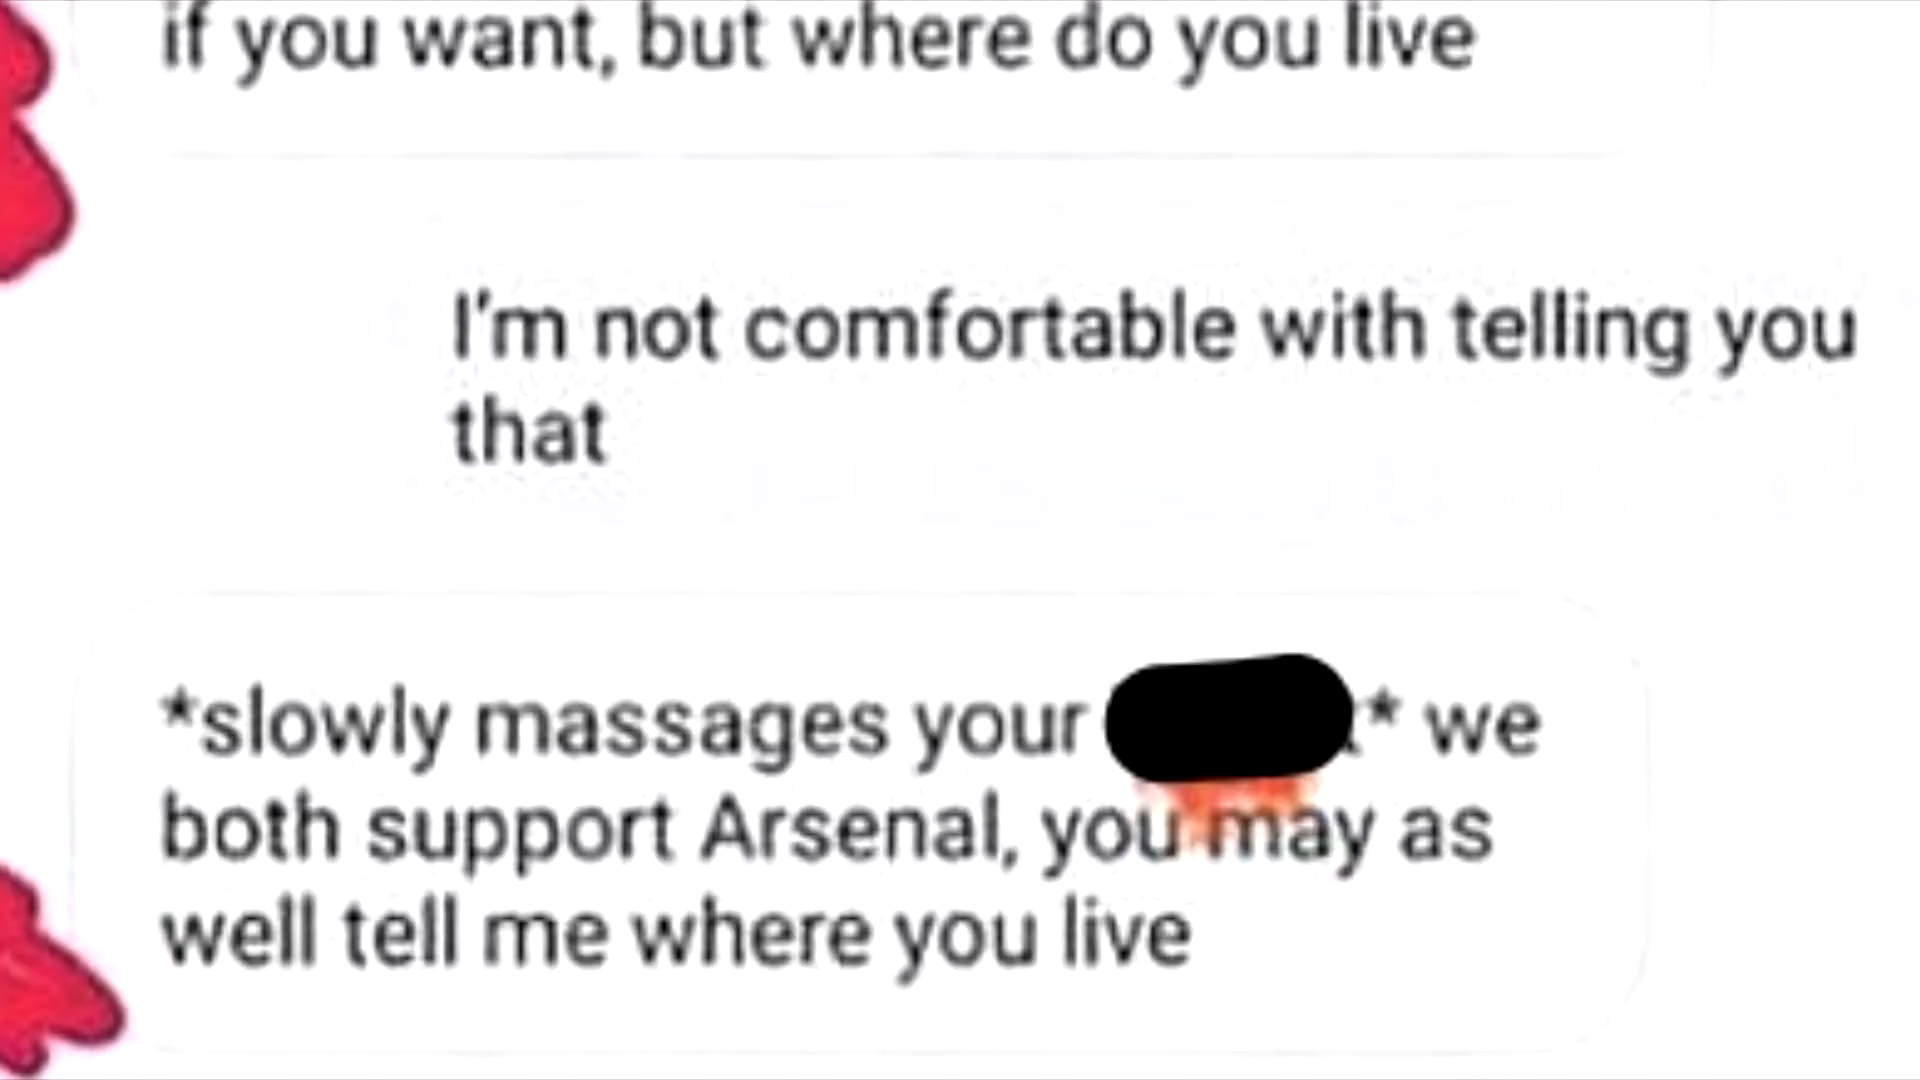 if you want, but where do you live
I'm not comfortable with telling you
that
*slowly massages your * we
both support Arsenal, you may as
well tell me where you live